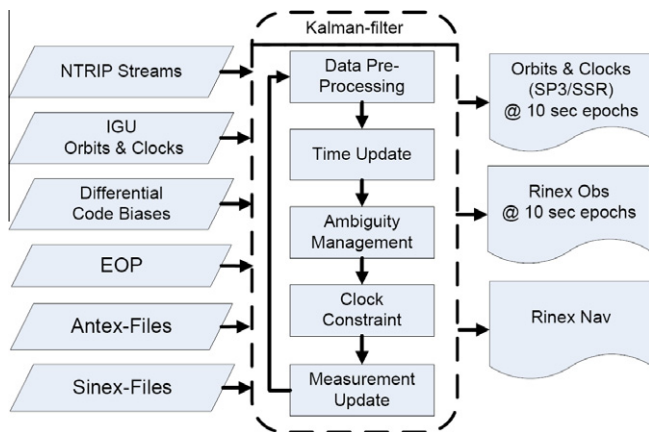 Kalman-filter
NTRIP Streams
IGU
Orbits & Clocks
Differential
Code Biases
EOP
Antex-Files
Sinex-Files
Data Pre-
Processing
Time Update
Ambiguity
Management
Clock
Constraint
Measurement
Update
Orbits & Clocks
(SP3/SSR)
@ 10 sec epochs
Rinex Obs
@ 10 sec epochs
Rinex Nav